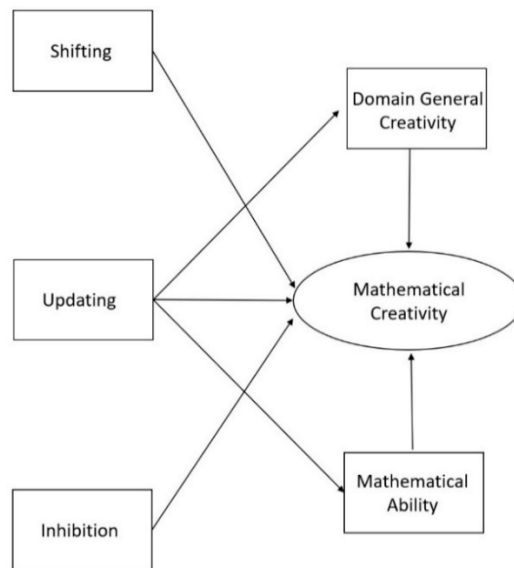 Shifting
Domain General
Creativity
Updating
Mathematical
Creativity
Mathematical
Ability
Inhibition